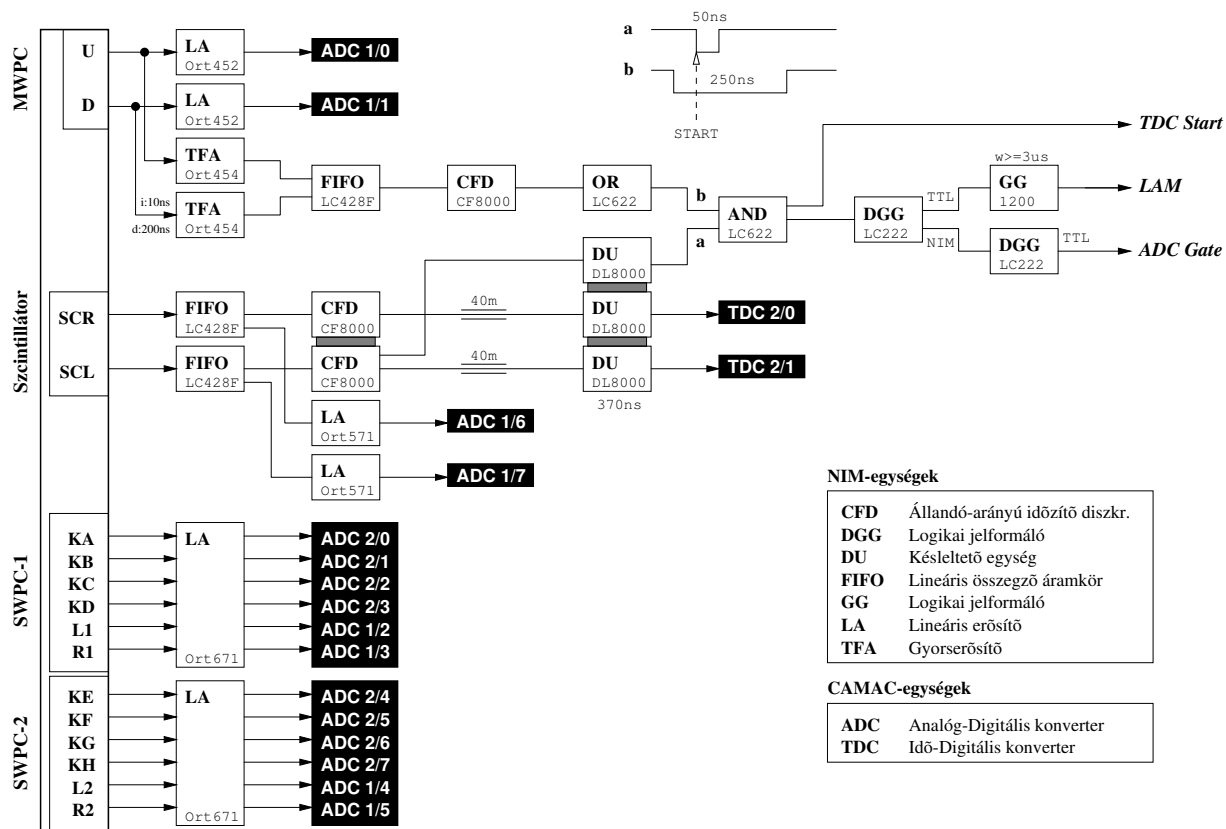 MWPC
U
LA
Ort452
ADC 1/0
D
LA
Ort452
ADC 1/1
TFA
Ort454
i:10ns
d:200ns
TFA
Ort454
FIFO
LC428F
CFD
CF8000
OR
LC622
b
a
AND
LC622
DGG
LC222
TTL
NIM
w>=3us
GG
1200
DGG
LC222
TTL
TDC Start
LAM
ADC Gate
50ns
a
b
250ns
START
Szcintillátor
SCR
FIFO
LC428F
CFD
CF8000
40m
DU
DL8000
DU
DL8000
TDC 2/0
SCL
FIFO
LC428F
CFD
CF8000
40m
DU
DL8000
370ns
TDC 2/1
LA
Ort571
ADC 1/6
LA
Ort571
ADC 1/7
SWPC-1
KA
KB
KC
KD
L1
R1
LA
Ort671
ADC 2/0
ADC 2/1
ADC 2/2
ADC 2/3
ADC 1/2
ADC 1/3
SWPC-2
KE
KF
KG
KH
L2
R2
LA
Ort671
ADC 2/4
ADC 2/5
ADC 2/6
ADC 2/7
ADC 1/4
ADC 1/5
NIM-egységek
CFD Állandó-arányú idõzítõ diszkr.
DGG Logikai jelformáló
DU Késleltetõ egység
FIFO Lineáris összegzõ áramkör
GG Logikai jelformáló
LA Lineáris erõsítõ
TFA Gyorserõsítõ
CAMAC-egységek
ADC Analóg-Digitális konverter
TDC Idõ-Digitális konverter